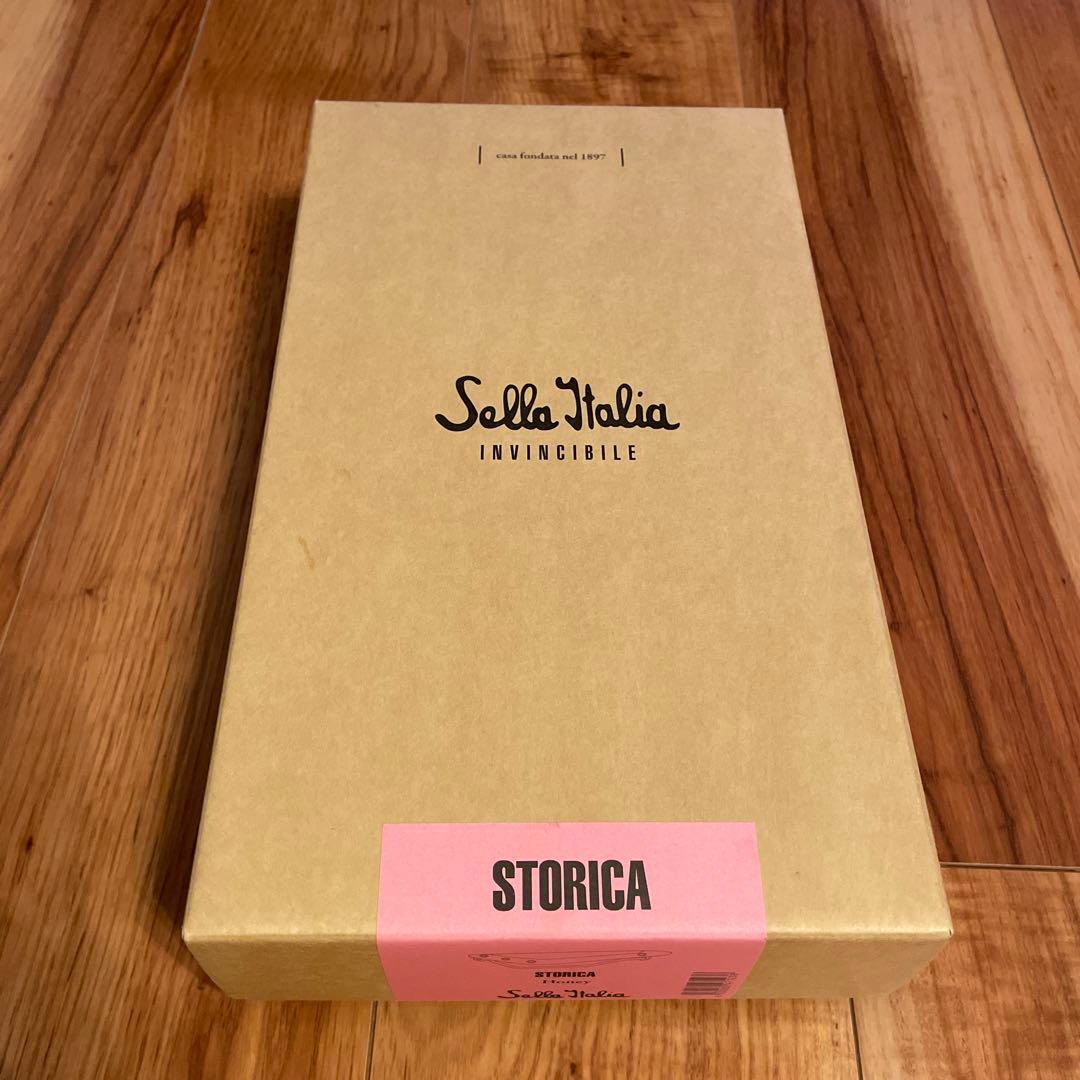 casa fondata nel 1897
Sella Italia
INVINCIBILE
STORICA
STORICA
Honey
Sella Italia